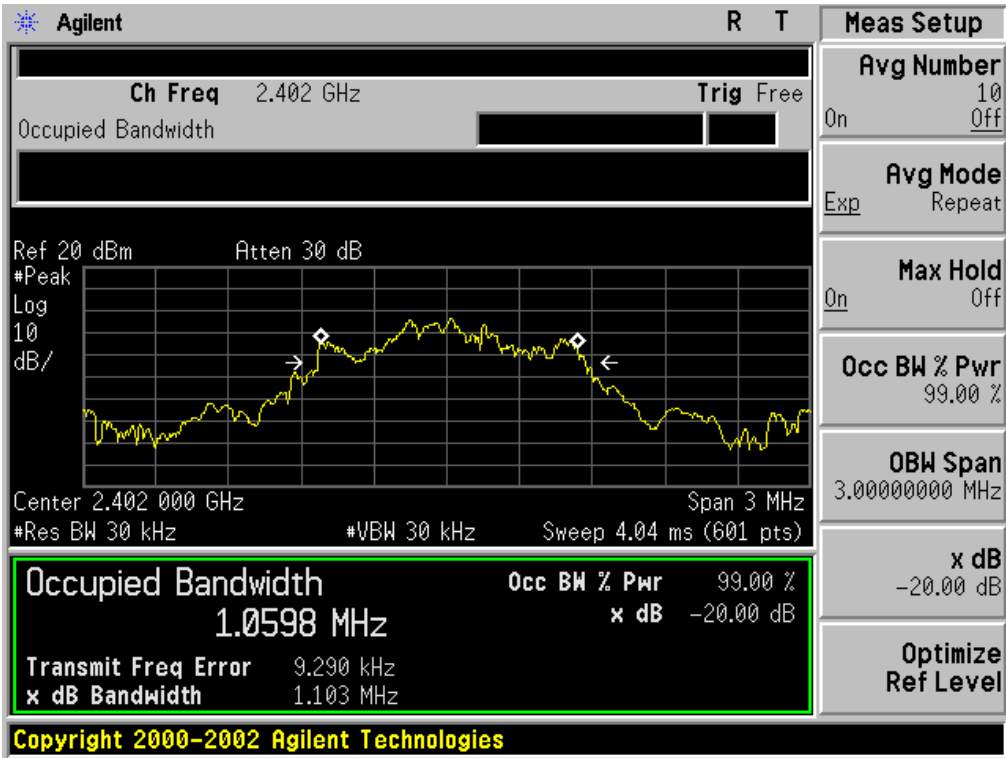 Agilent R T
Meas Setup
Ch Freq 2.402 GHz Trig Free
Occupied Bandwidth
Ref 20 dBm Atten 30 dB
#Peak
Log
10
dB/
Center 2.402 000 GHz Span 3 MHz
#Res BW 30 kHz #VBW 30 kHz Sweep 4.04 ms (601 pts)
Occupied Bandwidth Occ BW % Pwr 99.00 %
1.0598 MHz x dB -20.00 dB
Transmit Freq Error 9.290 kHz
x dB Bandwidth 1.103 MHz
Avg Number
10
On Off
Avg Mode
Exp Repeat
Max Hold
On Off
Occ BW % Pwr
99.00 %
OBW Span
3.00000000 MHz
x dB
-20.00 dB
Optimize
Ref Level
Copyright 2000-2002 Agilent Technologies